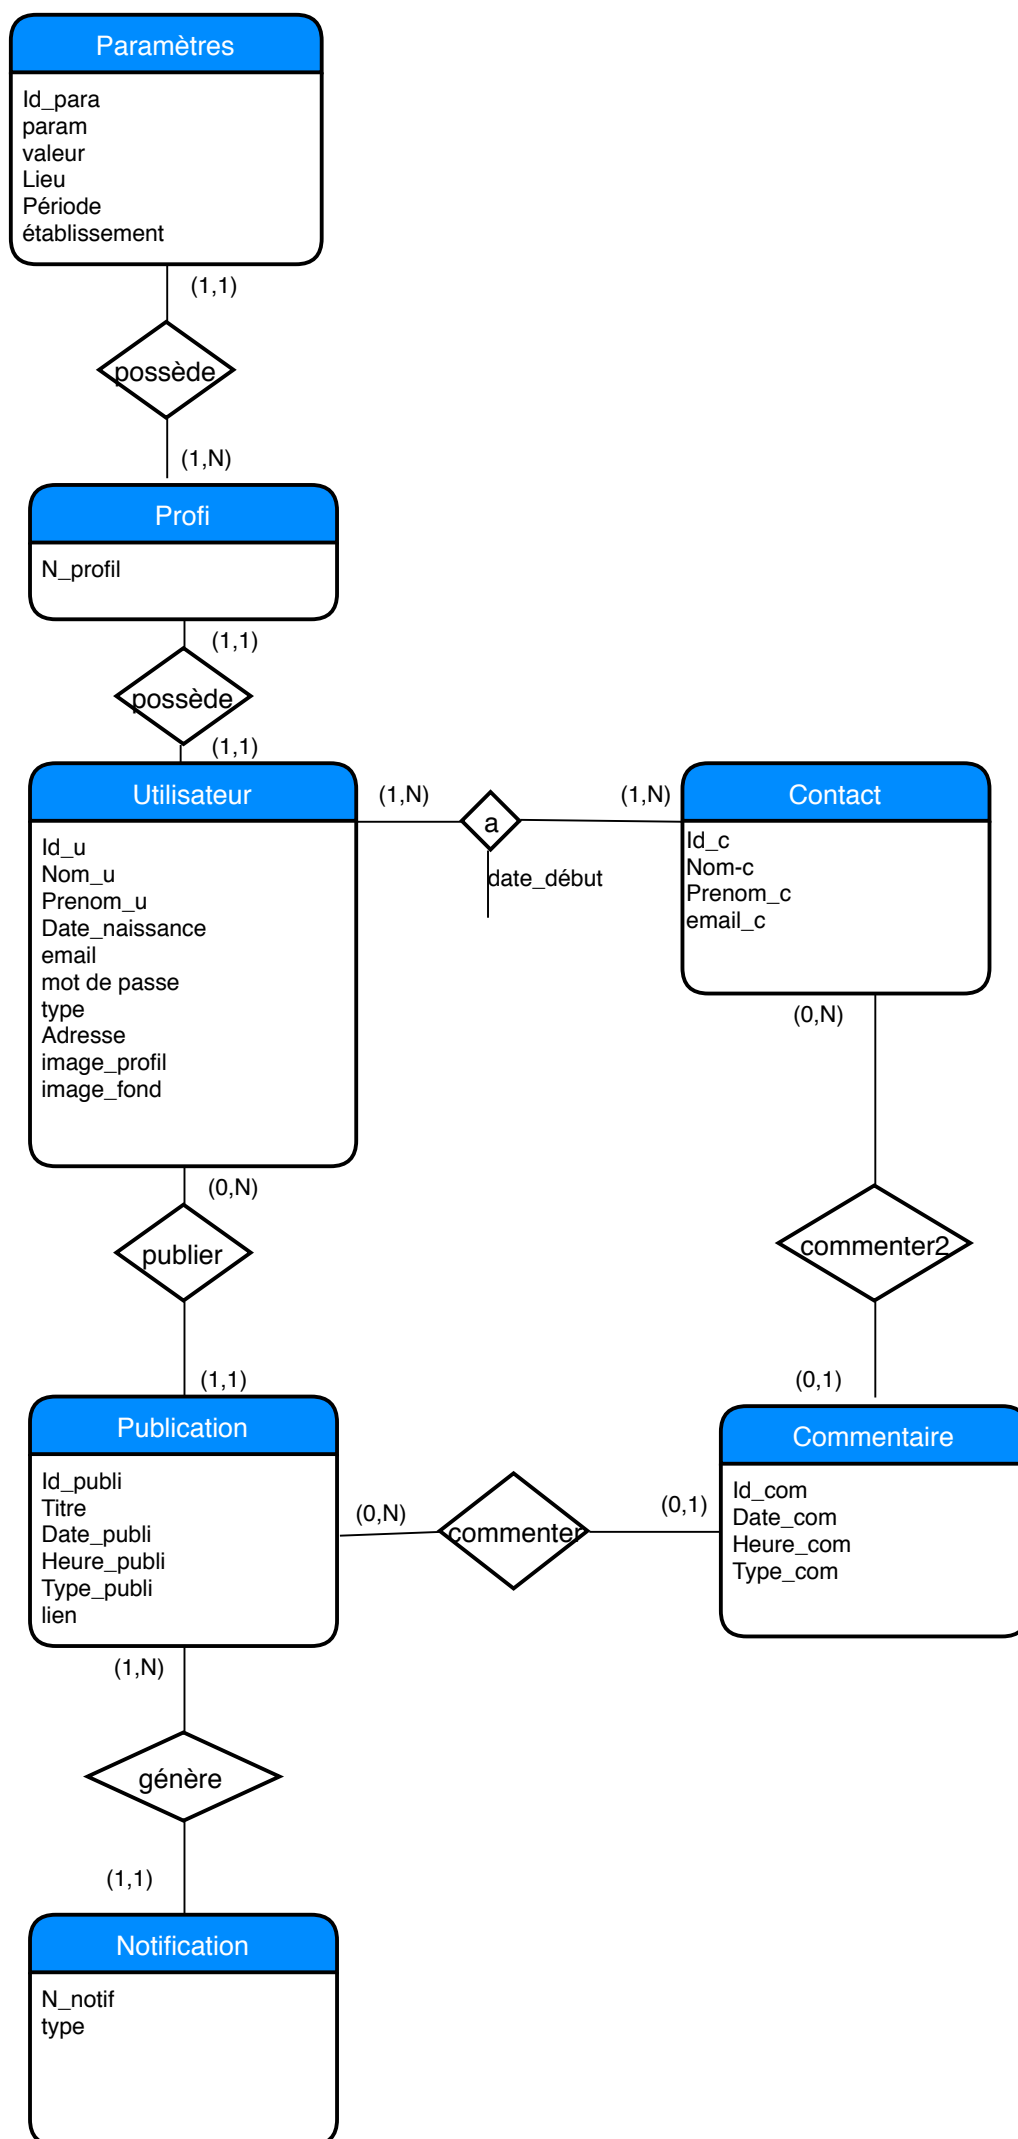 Paramètres
Id_para
param
valeur
Lieu
Période
établissement
(1,1)
possède
(1,N)
Profi
N_profil
(1,1)
possède
(1,1)
Utilisateur
Id_u
Nom_u
Prenom_u
Date_naissance
email
mot de passe
type
Adresse
image_profil
image_fond
(1,N)
a
(1,N)
date_début
Contact
Id_c
Nom-c
Prenom_c
email_c
(0,N)
(0,N)
publier
commenter2
(1,1)
(0,1)
Publication
Id_publi
Titre
Date_publi
Heure_publi
Type_publi
lien
(0,N)
commenter
(0,1)
Commentaire
Id_com
Date_com
Heure_com
Type_com
(1,N)
génère
(1,1)
Notification
N_notif
type